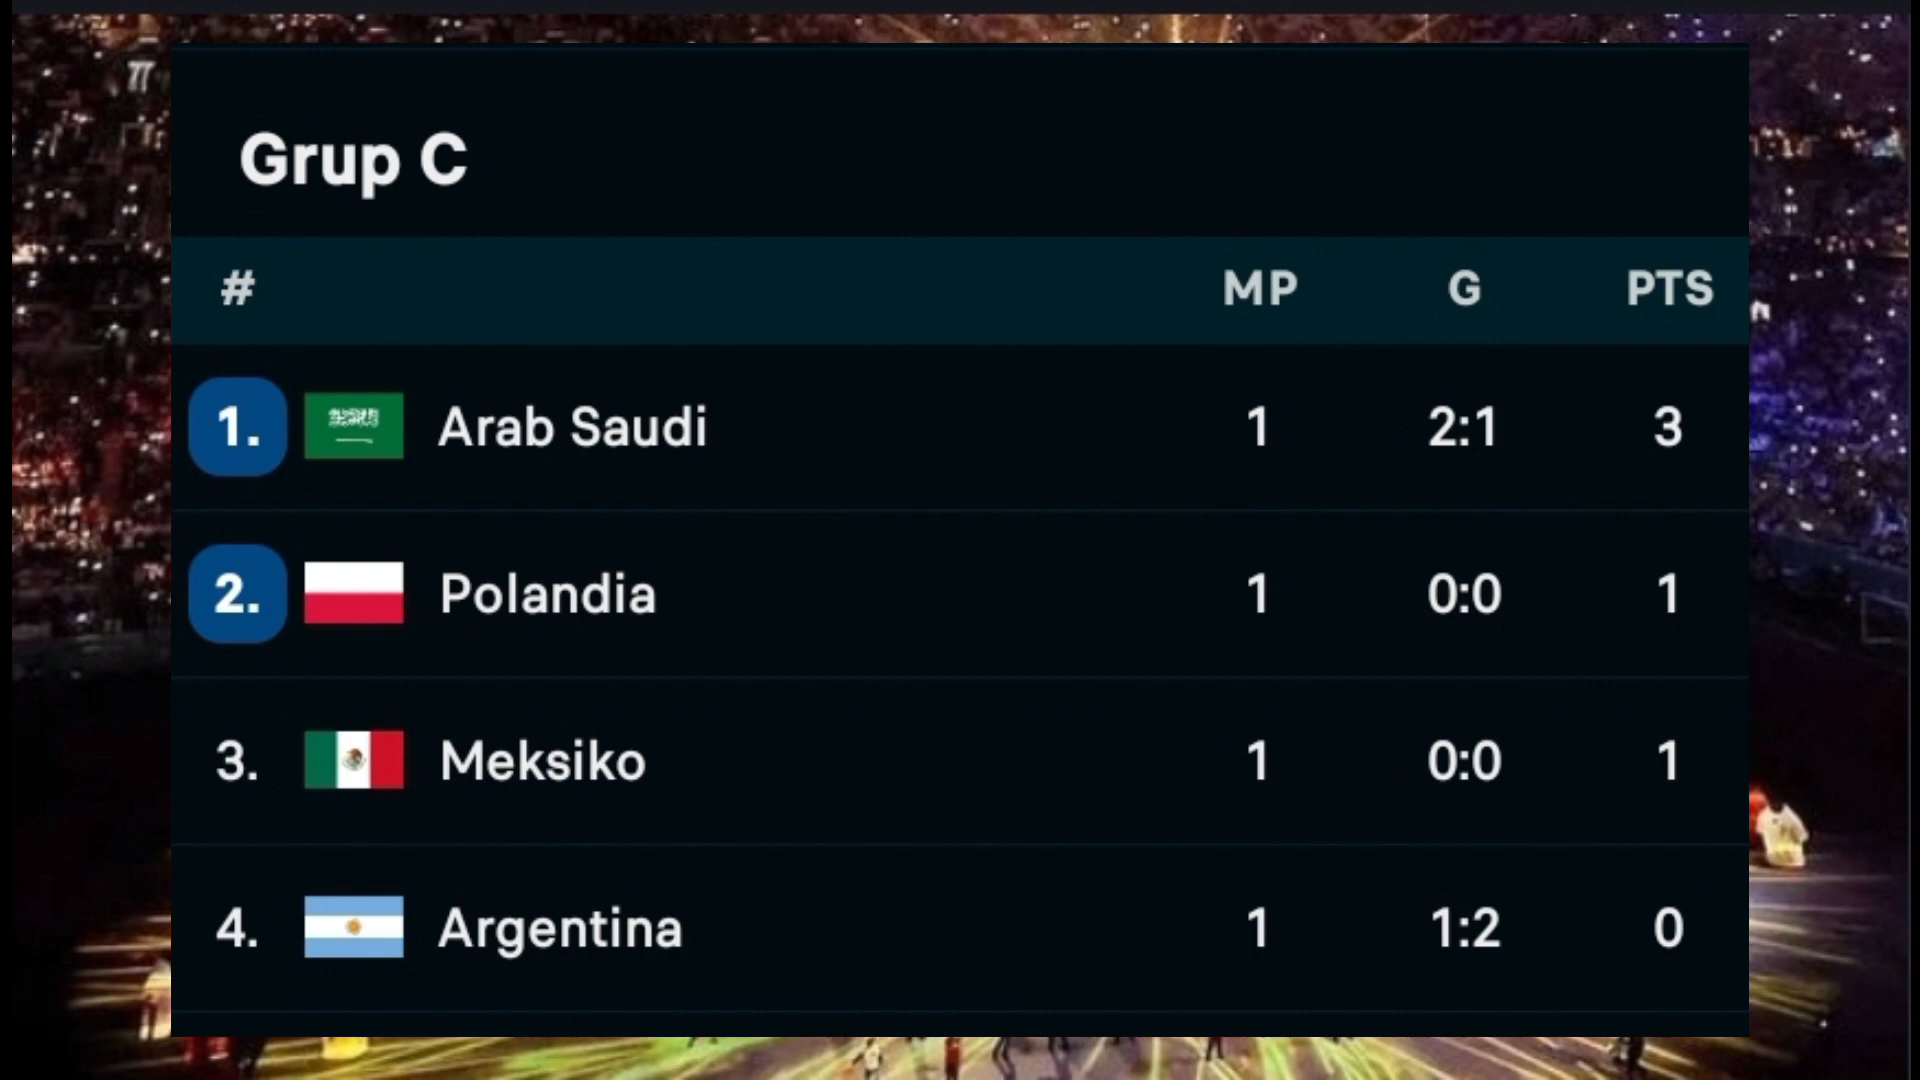 Grup C
# MP G PTS
1. Arab Saudi 1 2:1 3
2. Polandia 1 0:0 1
3. Meksiko 1 0:0 1
4. Argentina 1 1:2 0